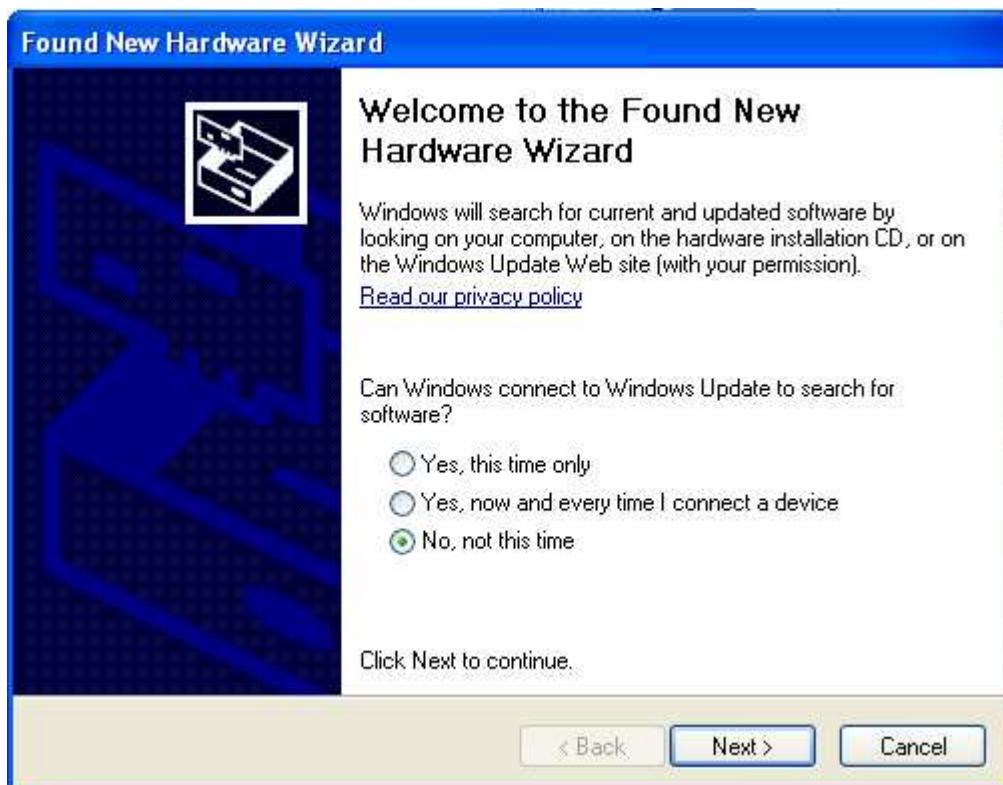 Found New Hardware Wizard
Welcome to the Found New
Hardware Wizard
Windows will search for current and updated software by
looking on your computer, on the hardware installation CD, or on
the Windows Update Web site (with your permission).
Read our privacy policy
Can Windows connect to Windows Update to search for
software?
Yes, this time only
Yes, now and every time I connect a device
No, not this time
Click Next to continue.
< Back
Next >
Cancel